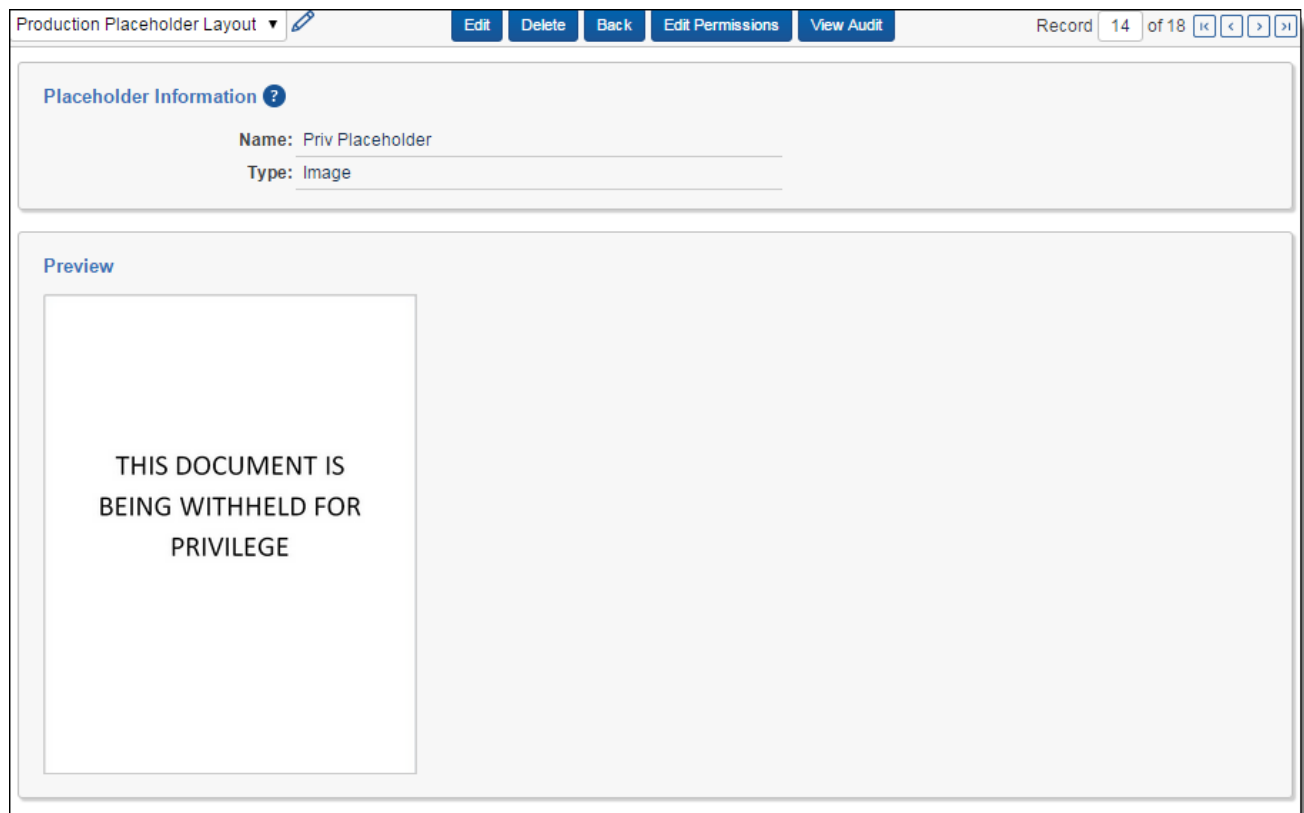 Production Placeholder Layout Edit Delete Back Edit Permissions View Audit Record 14 of 18
Placeholder Information ?
Name: Priv Placeholder
Type: Image
Preview
THIS DOCUMENT IS
BEING WITHHELD FOR
PRIVILEGE